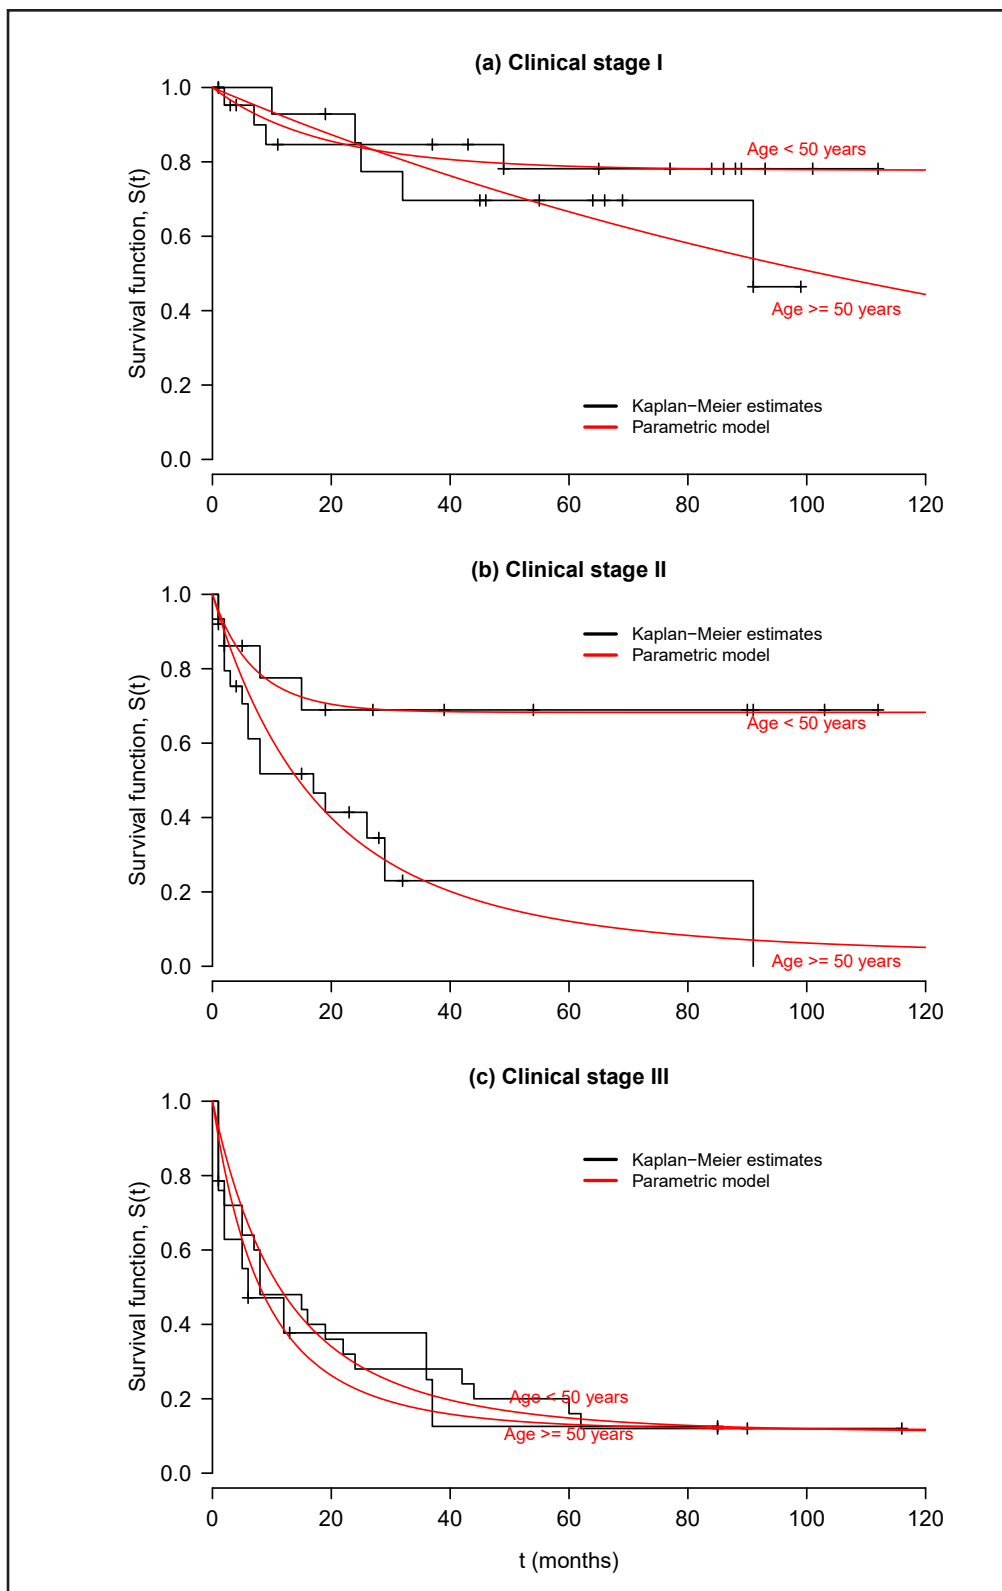 (a) Clinical stage I
Survival function, S(t)
1.0
0.8
0.6
0.4
0.2
0.0
Age < 50 years
Age >= 50 years
Kaplan−Meier estimates
Parametric model
0 20 40 60 80 100 120
(b) Clinical stage II
Survival function, S(t)
1.0
0.8
0.6
0.4
0.2
0.0
Kaplan−Meier estimates
Parametric model
Age < 50 years
Age >= 50 years
0 20 40 60 80 100 120
(c) Clinical stage III
Survival function, S(t)
1.0
0.8
0.6
0.4
0.2
0.0
Kaplan−Meier estimates
Parametric model
Age < 50 years
Age >= 50 years
0 20 40 60 80 100 120
t (months)